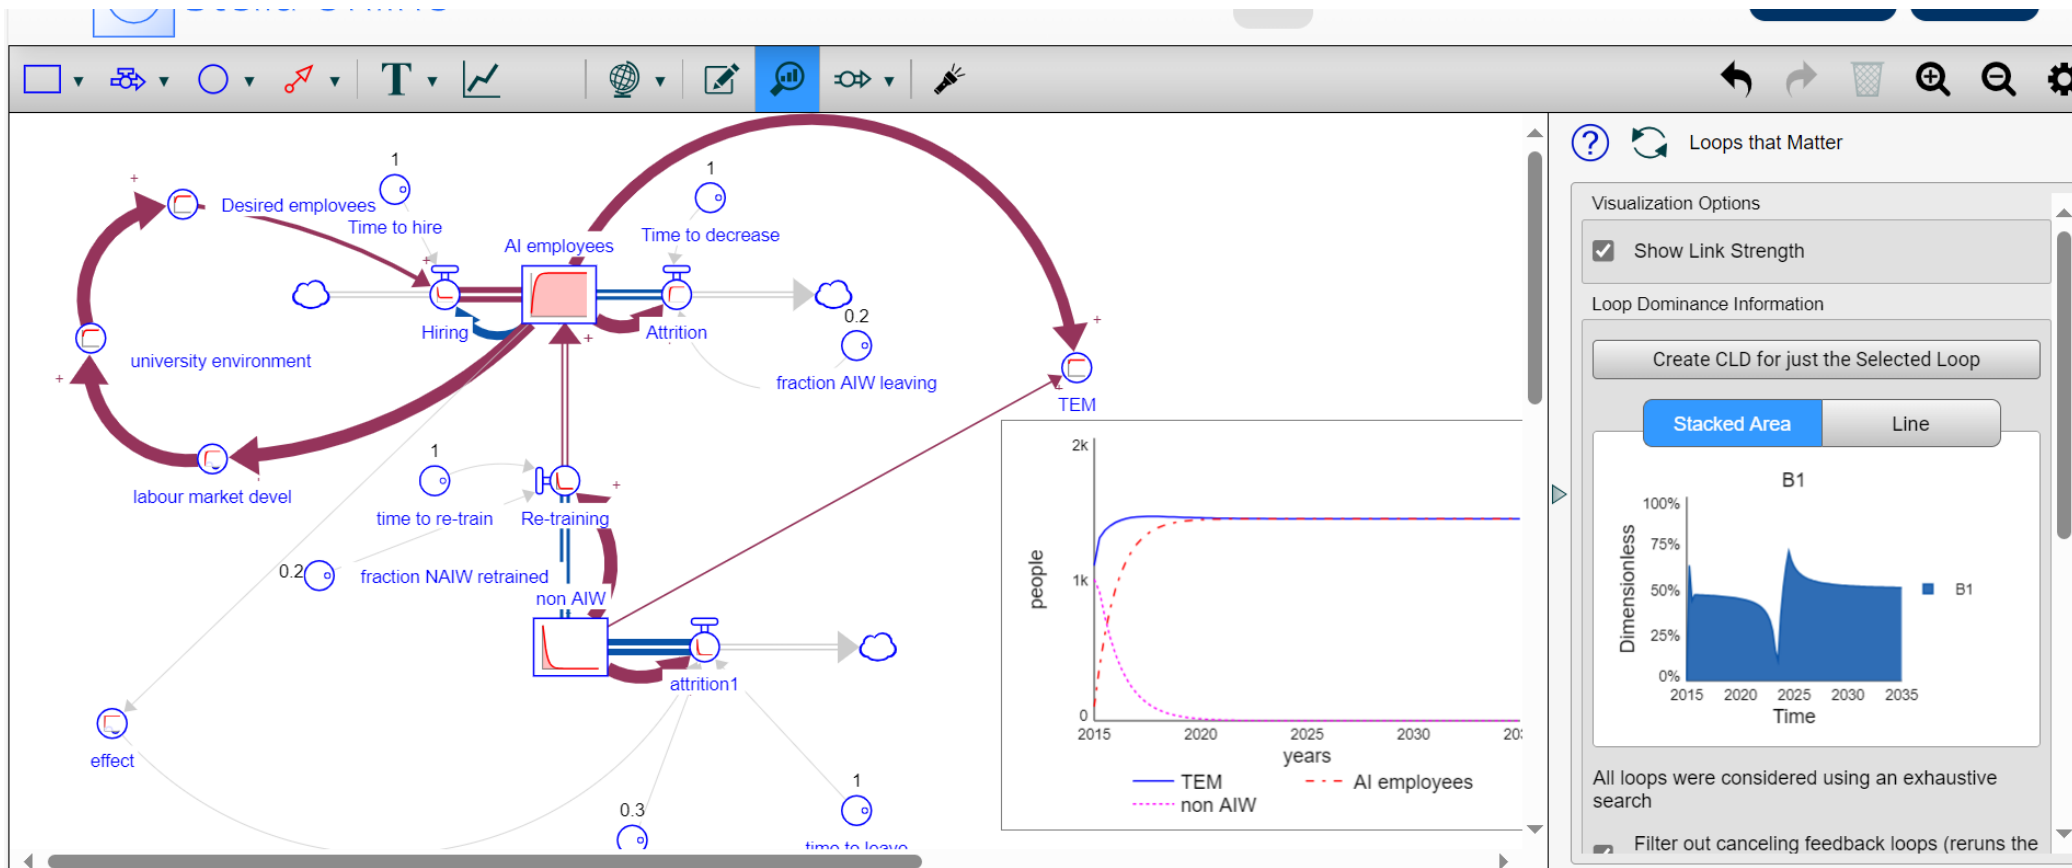 T
Loops that Matter
Visualization Options
Show Link Strength
Loop Dominance Information
Create CLD for just the Selected Loop
Stacked Area
Line
B1
100%
75%
50%
25%
0%
Dimensionless
2015 2020 2025 2030 2035
Time
B1
All loops were considered using an exhaustive
search
Filter out canceling feedback loops (reruns the
1
+
Desired employees
Time to hire
+
AI employees
1
Time to decrease
Hiring
+
Attrition
0.2
fraction AIW leaving
+
+
TEM
university environment
+
labour market devel
1
time to re-train
Re-training
+
0.2
fraction NAIW retrained
non AIW
attrition1
effect
0.3
1
time to leave
2k
1k
0
people
2015 2020 2025 2030
years
TEM
AI employees
non AIW